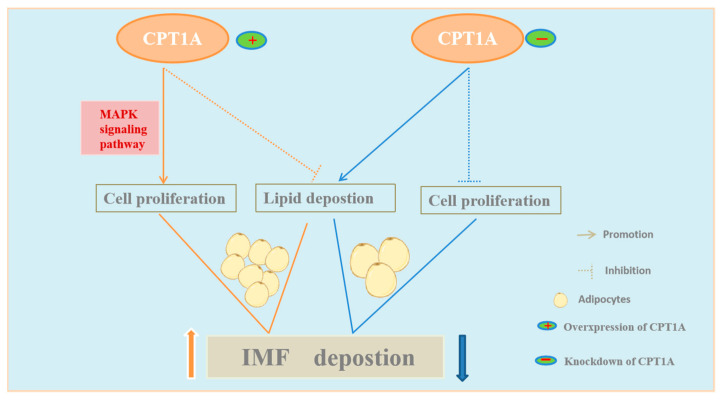 CPT1A
+
CPT1A
−
MAPK
signaling
pathway
Cell proliferation
Lipid depostion
Cell proliferation
Promotion
Inhibition
Adipocytes
+ Overxpression of CPT1A
− Knockdown of CPT1A
IMF depostion